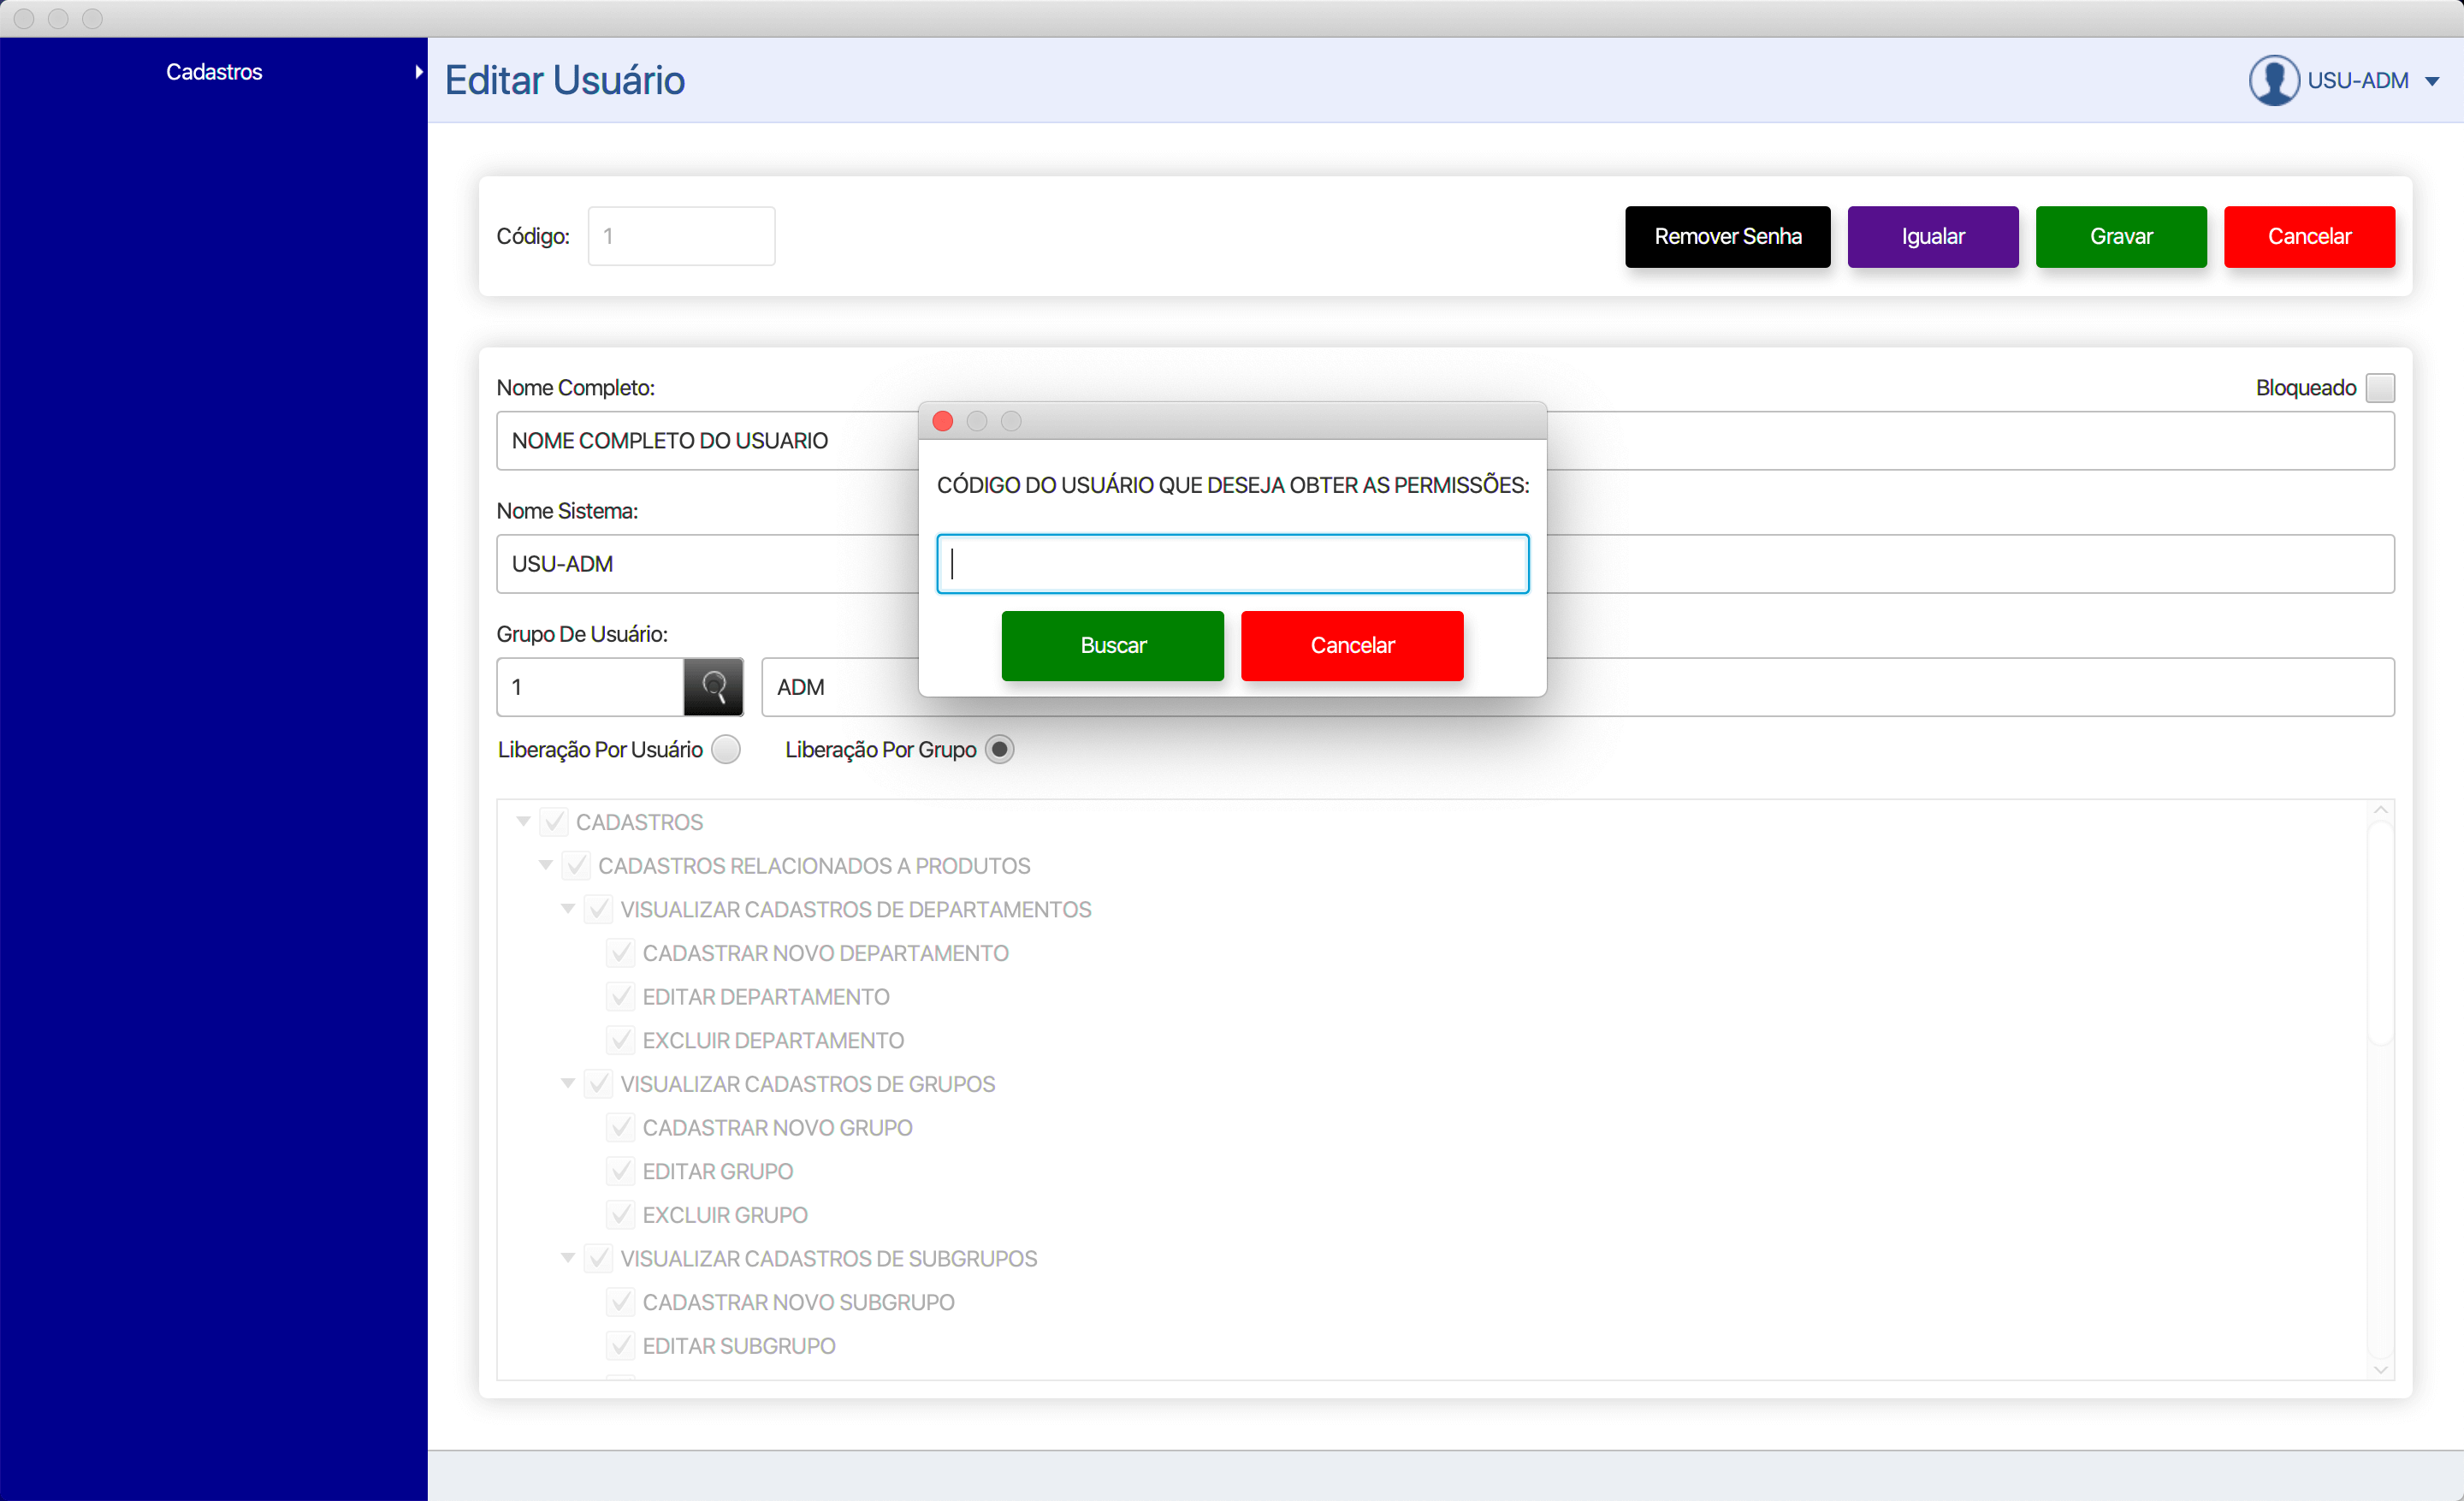 Cadastros
Editar Usuário
USU-ADM
Código: 1
Remover Senha Igualar Gravar Cancelar
Nome Completo:
Bloqueado
NOME COMPLETO DO USUARIO
CÓDIGO DO USUÁRIO QUE DESEJA OBTER AS PERMISSÕES:
Nome Sistema:
USU-ADM
Buscar Cancelar
Grupo De Usuário:
1 ADM
Liberação Por Usuário Liberação Por Grupo
CADASTROS
CADASTROS RELACIONADOS A PRODUTOS
VISUALIZAR CADASTROS DE DEPARTAMENTOS
CADASTRAR NOVO DEPARTAMENTO
EDITAR DEPARTAMENTO
EXCLUIR DEPARTAMENTO
VISUALIZAR CADASTROS DE GRUPOS
CADASTRAR NOVO GRUPO
EDITAR GRUPO
EXCLUIR GRUPO
VISUALIZAR CADASTROS DE SUBGRUPOS
CADASTRAR NOVO SUBGRUPO
EDITAR SUBGRUPO